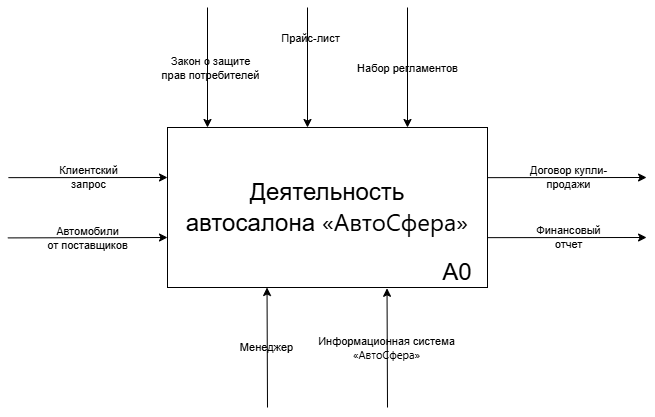 Прайс-лист
Закон о защите
прав потребителей
Набор регламентов
Клиентский
запрос
Автомобили
от поставщиков
Деятельность
автосалона «АвтоСфера»
A0
Договор купли-
продажи
Финансовый
отчет
Менеджер
Информационная система
«АвтоСфера»